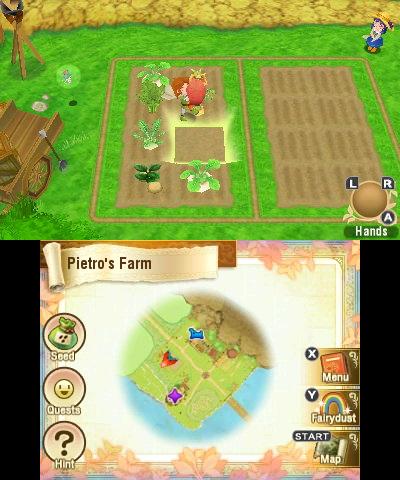 L
R
A
Hands
Pietro's Farm
Seed
Quests
Hint
X
Menu
Y
Fairydust
START
Map